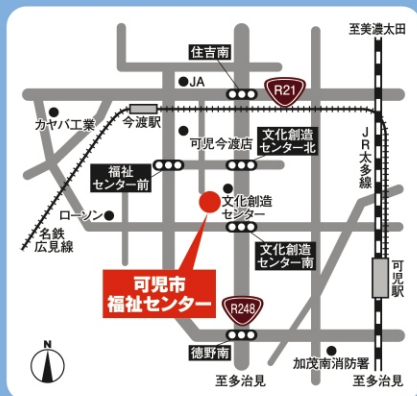 至美濃太田
住吉南
JA
R21
カヤバ工業
今渡駅
可児今渡店
文化創造
センター北
JR太多線
福祉
センター前
文化創造
センター
ローソン
名鉄
広見線
文化創造
センター南
可児市
福祉センター
可児駅
R248
徳野南
加茂南消防署
N
至多治見
至多治見